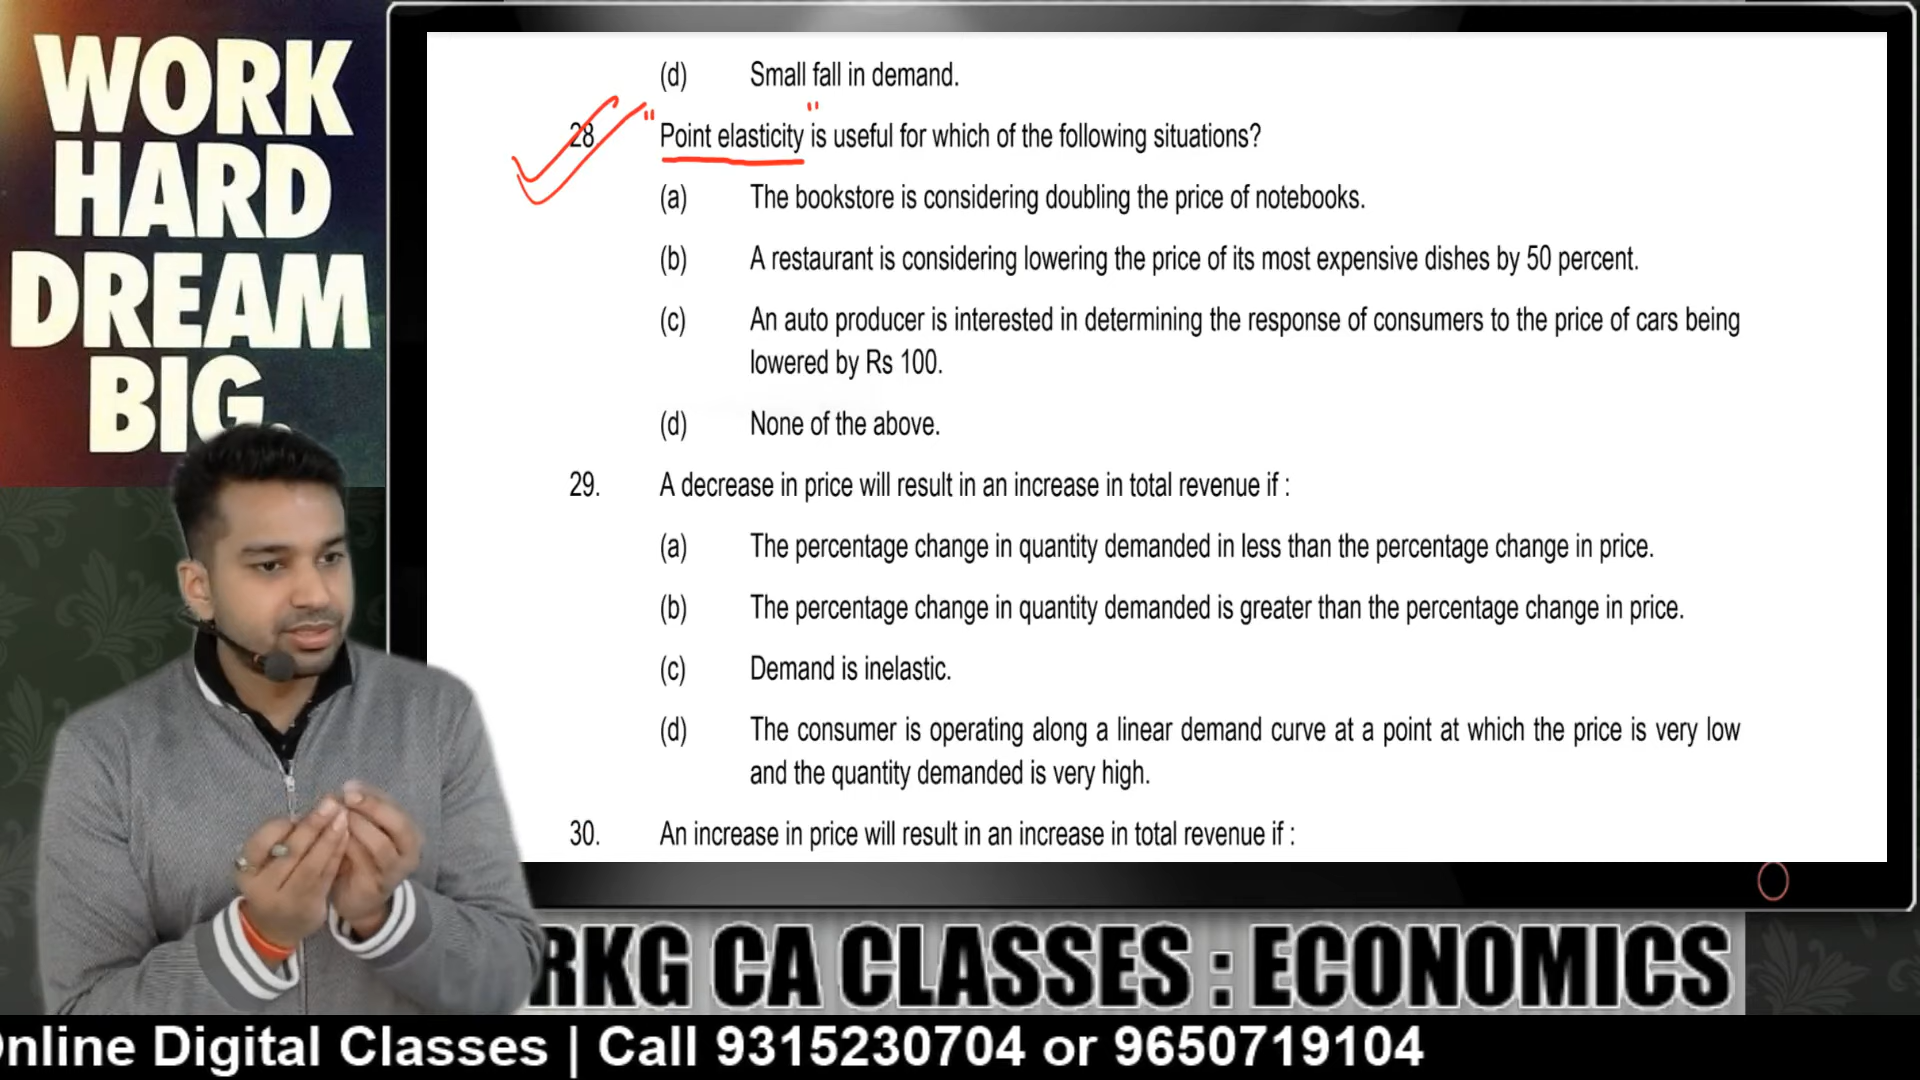 WORK
HARD
DREAM
BIG.
(d) Small fall in demand.
28. "Point elasticity" is useful for which of the following situations?
(a) The bookstore is considering doubling the price of notebooks.
(b) A restaurant is considering lowering the price of its most expensive dishes by 50 percent.
(c) An auto producer is interested in determining the response of consumers to the price of cars being
lowered by Rs 100.
(d) None of the above.
29. A decrease in price will result in an increase in total revenue if :
(a) The percentage change in quantity demanded in less than the percentage change in price.
(b) The percentage change in quantity demanded is greater than the percentage change in price.
(c) Demand is inelastic.
(d) The consumer is operating along a linear demand curve at a point at which the price is very low
and the quantity demanded is very high.
30. An increase in price will result in an increase in total revenue if :
RKG CA CLASSES : ECONOMICS
nline Digital Classes | Call 9315230704 or 9650719104